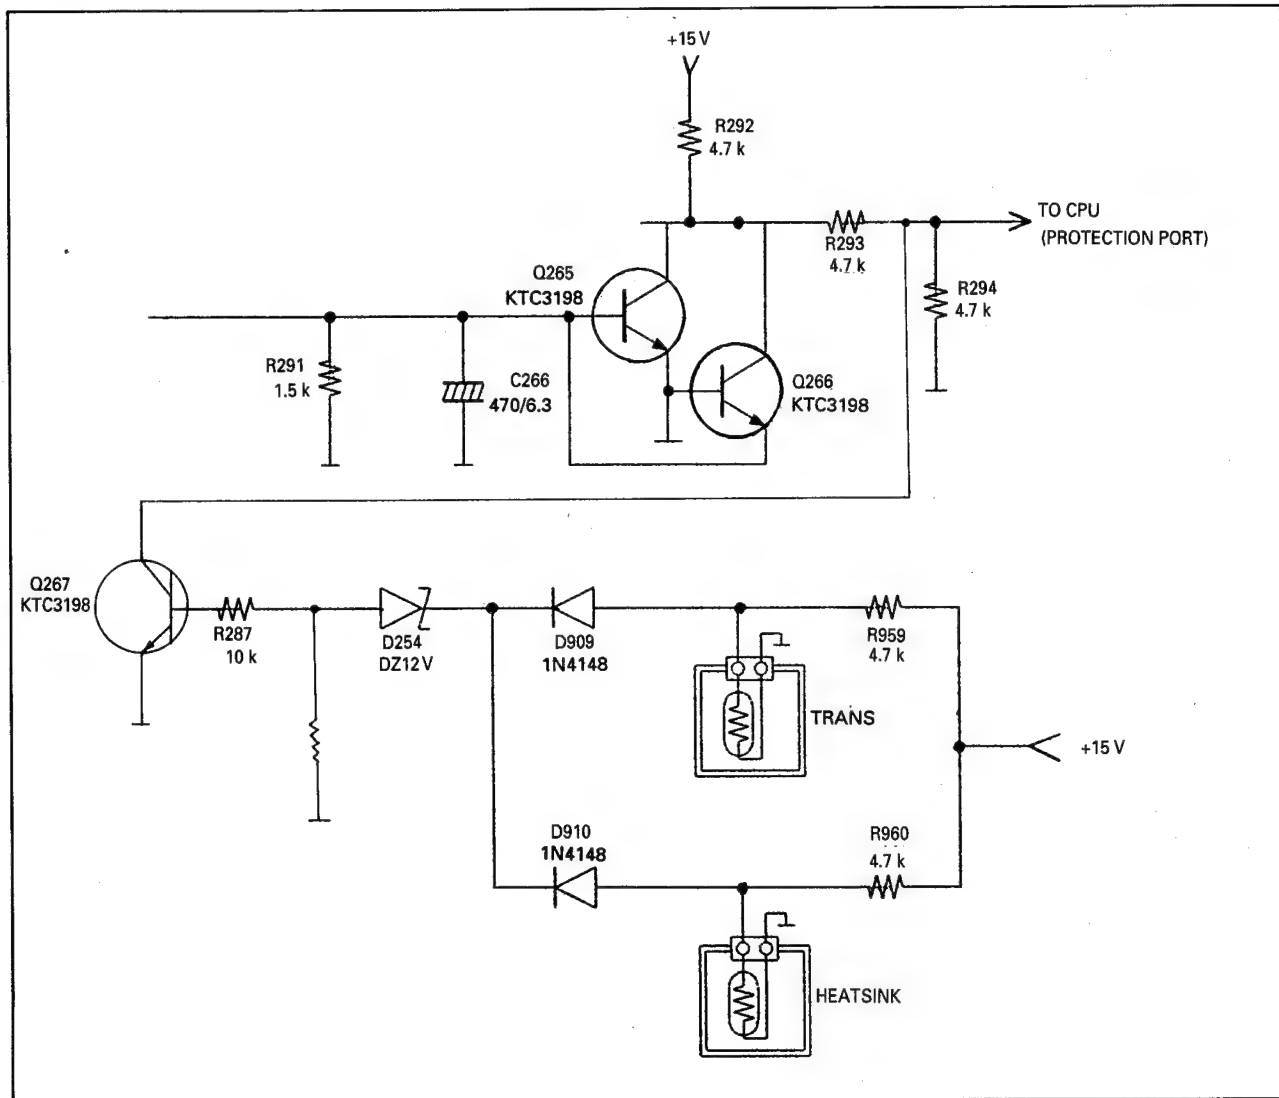 +15 V
R292
4.7 k
TO CPU
(PROTECTION PORT)
R293
4.7 k
Q265
KTC3198
R294
4.7 k
R291
1.5 k
C266
470/6.3
Q266
KTC3198
Q267
KTC3198
R287
10 k
D254
DZ12 V
D909
1N4148
R959
4.7 k
TRANS
+15 V
D910
1N4148
R960
4.7 k
HEATSINK